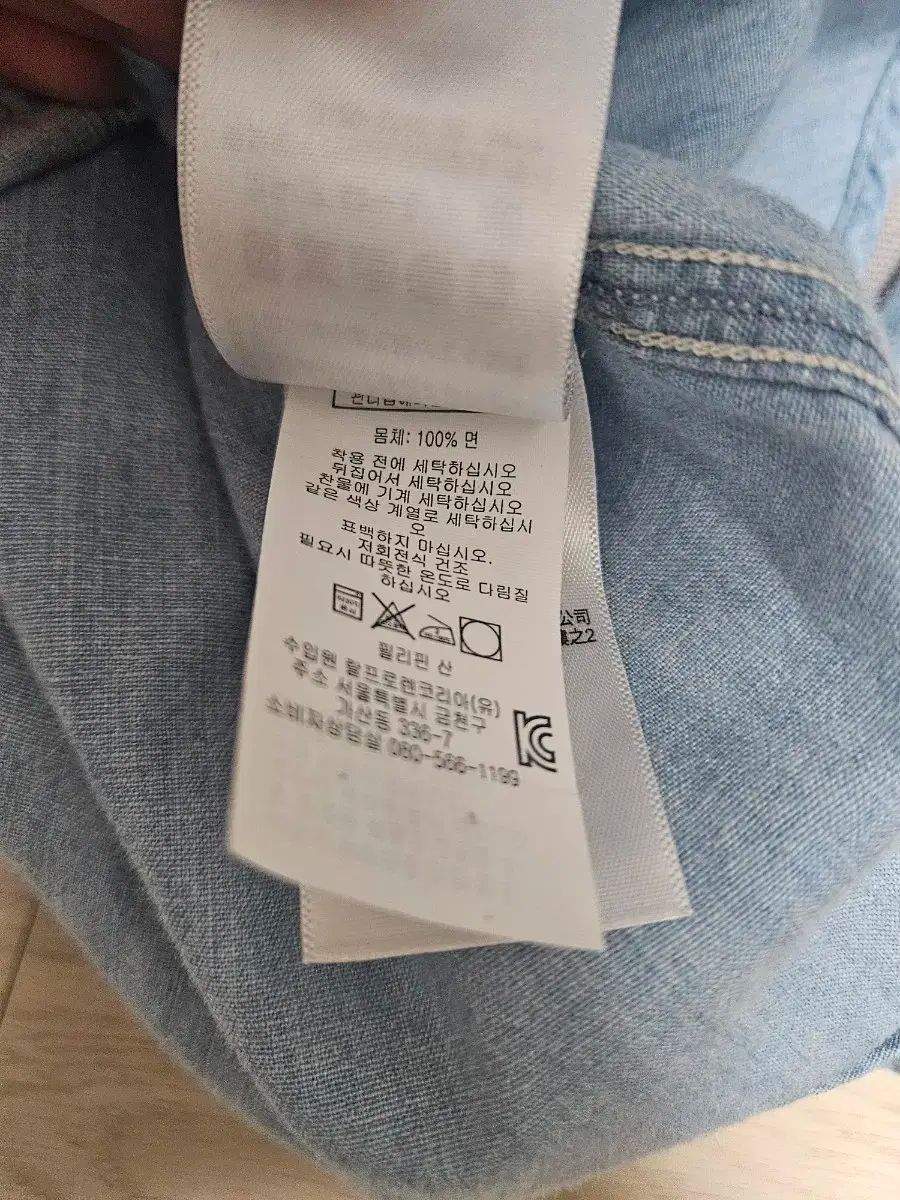 몸체: 100% 면
착용 전에 세탁하십시오
뒤집어서 세탁하십시오
찬물에 기계 세탁하십시오
같은 색상 계열로 세탁하십시
오
표백하지 마십시오.
저회전식 건조
필요시 따뜻한 온도로 다림질
하십시오
필리핀 산
수입원 랄프로렌코리아(유)
주소 서울특별시 금천구
가산동 336-7
소비자상담실 080-566-1199
公司
之2